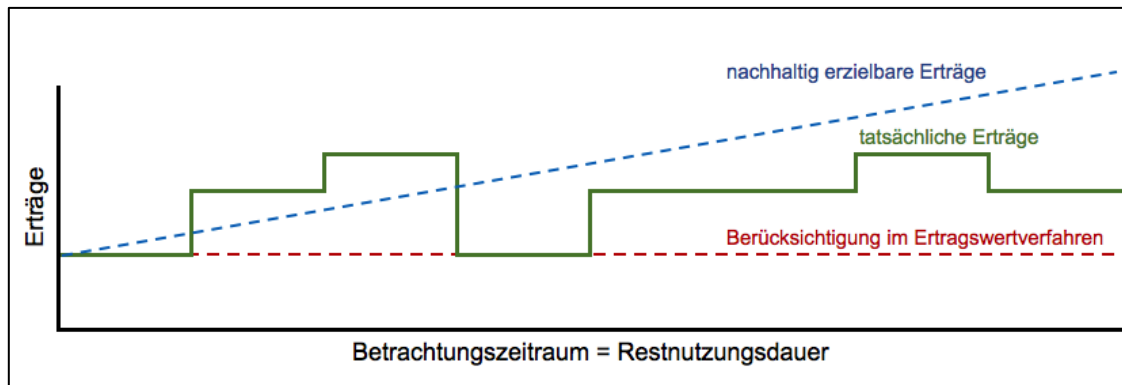 nachhaltig erzielbare Erträge
tatsächliche Erträge
Erträge
Berücksichtigung im Ertragswertverfahren
Betrachtungszeitraum = Restnutzungsdauer